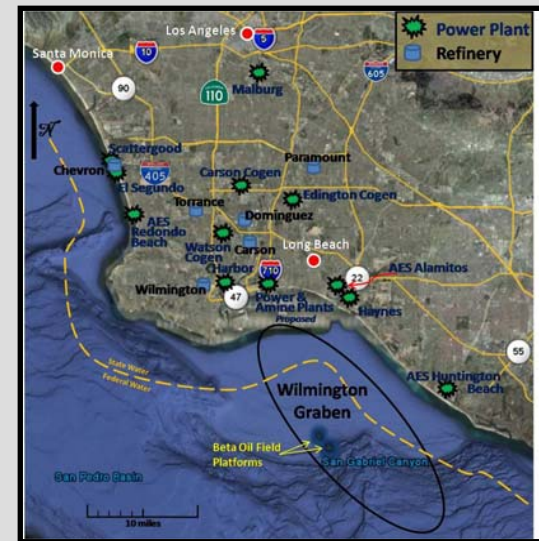 Los Angeles
10
5
Power Plant
Refinery
Santa Monica
605
90
110
Malburg
N
Scattergood
Chevron
405
El Segundo
Carson Cogen
Paramount
Edington Cogen
Torrance
AES
Redondo
Beach
Dominguez
Watson
Cogen
Carson
Long Beach
Harbor
710
22
AES Alamitos
Wilmington
47
Power &
Amine Plants
Proposed
Haynes
55
State Water
Federal Water
AES Huntington
Beach
Wilmington
Graben
Beta Oil Field
Platforms
San Gabriel Canyon
San Pedro Basin
10 miles